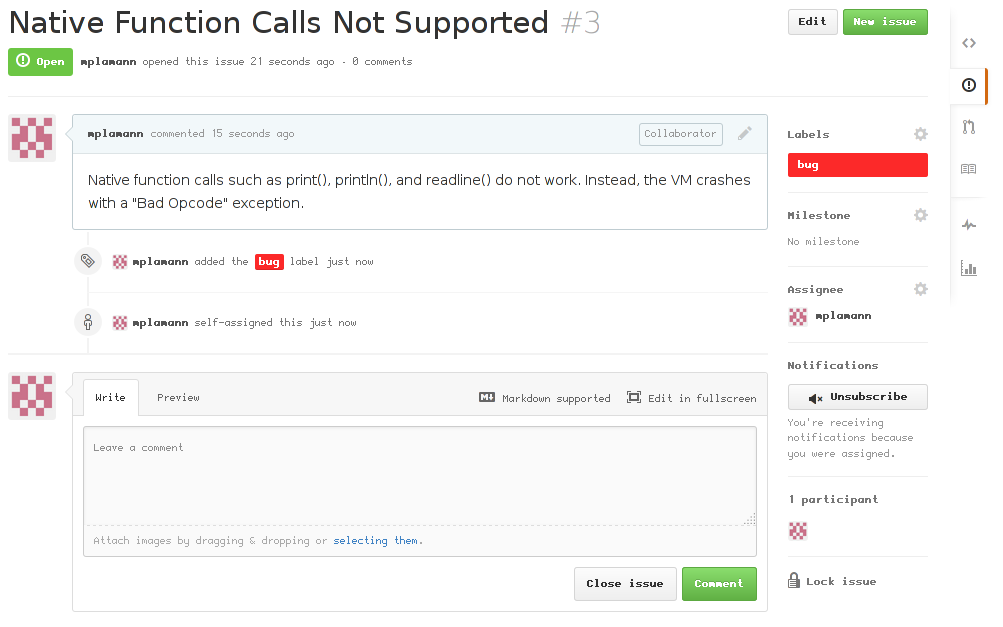 Native Function Calls Not Supported #3
Edit
New issue
Open
mplamann opened this issue 21 seconds ago · 0 comments
mplamann commented 15 seconds ago
Collaborator
Native function calls such as print(), println(), and readline() do not work. Instead, the VM crashes
with a "Bad Opcode" exception.
mplamann added the bug label just now
mplamann self-assigned this just now
Write
Preview
Markdown supported
Edit in fullscreen
Leave a comment
Attach images by dragging & dropping or selecting them.
Close issue
Comment
Labels
bug
Milestone
No milestone
Assignee
mplamann
Notifications
Unsubscribe
You're receiving
notifications because
you were assigned.
1 participant
Lock issue